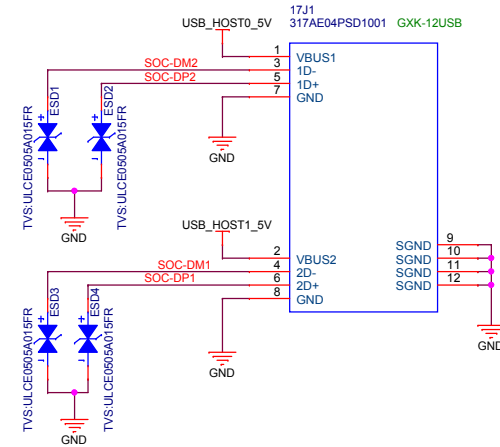 17J1
317AE04PSD1001 GXK-12USB
USB_HOST0_5V
1 VBUS1
SOC-DM2 3 1D-
SOC-DP2 5 1D+
7 GND
ESD1
ESD2
TVS:ULCE0505A015FR
TVS:ULCE0505A015FR
GND
GND
USB_HOST1_5V
2 VBUS2
SOC-DM1 4 2D-
SOC-DP1 6 2D+
8 GND
SGND 9
SGND 10
SGND 11
SGND 12
ESD3
ESD4
TVS:ULCE0505A015FR
TVS:ULCE0505A015FR
GND
GND
GND